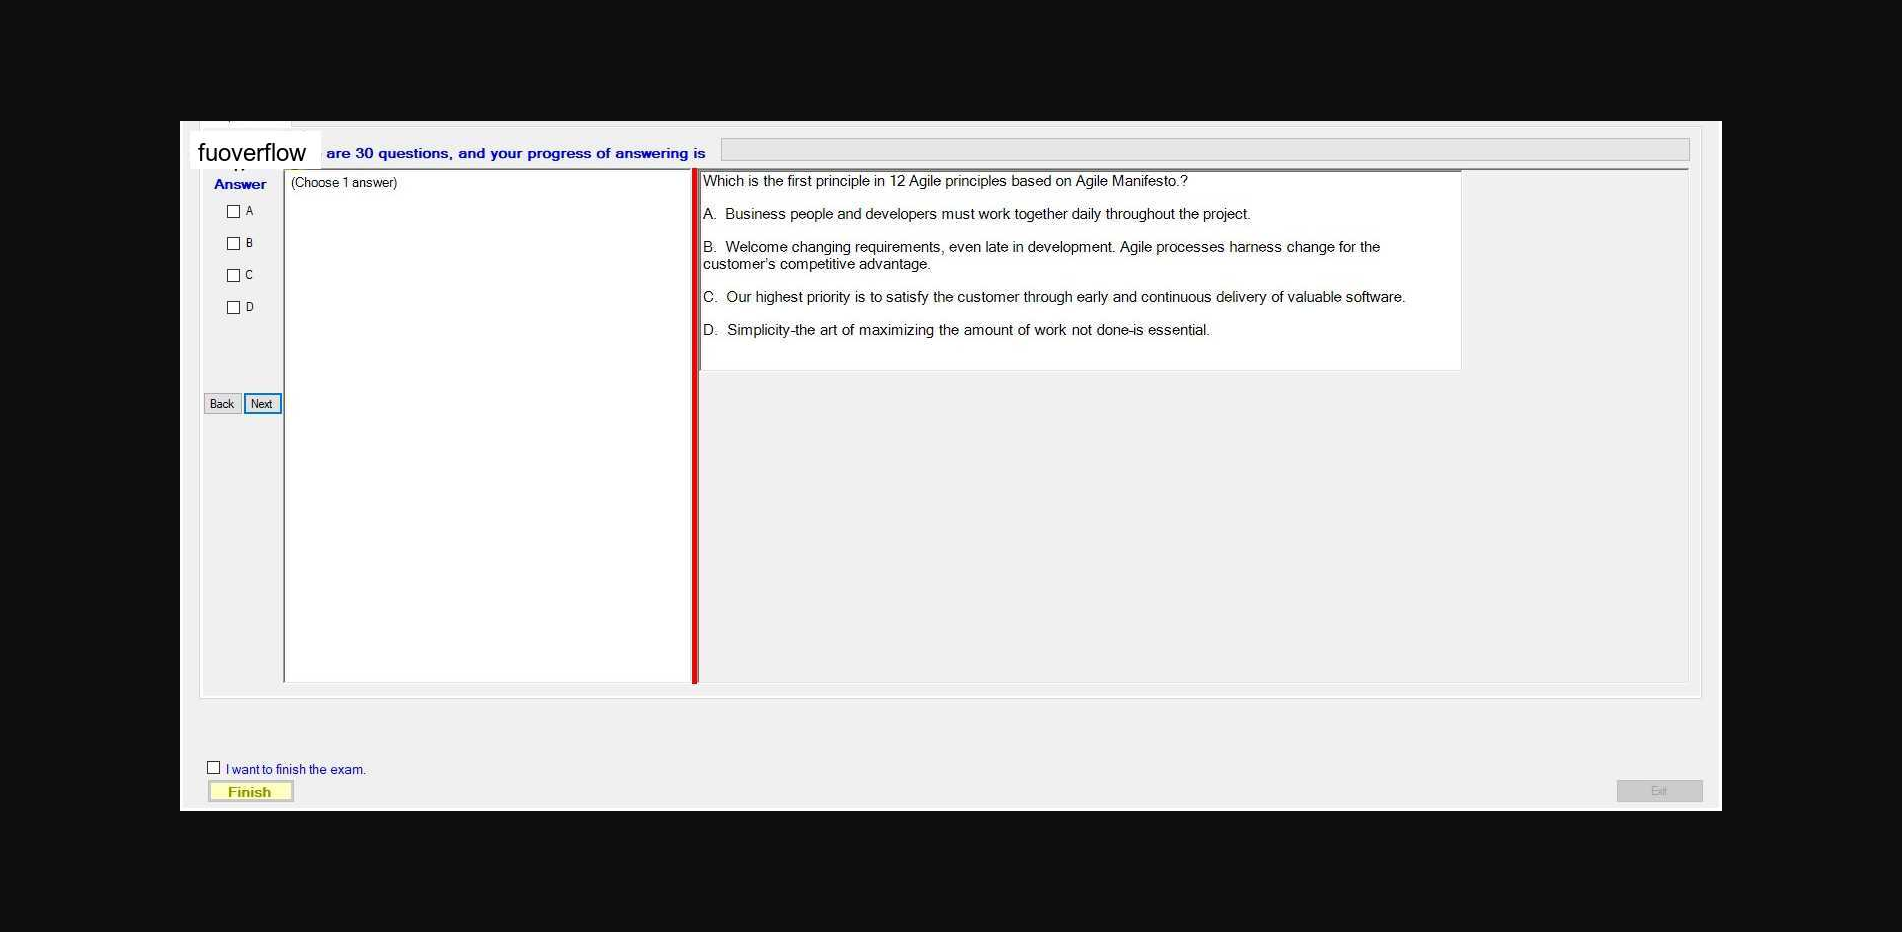 fuoverflow are 30 questions, and your progress of answering is
Answer
(Choose 1 answer)
A
B
C
D
Back Next
Which is the first principle in 12 Agile principles based on Agile Manifesto.?
A. Business people and developers must work together daily throughout the project.
B. Welcome changing requirements, even late in development. Agile processes harness change for the
customer's competitive advantage.
C. Our highest priority is to satisfy the customer through early and continuous delivery of valuable software.
D. Simplicity-the art of maximizing the amount of work not done-is essential.
I want to finish the exam.
Finish
Exit